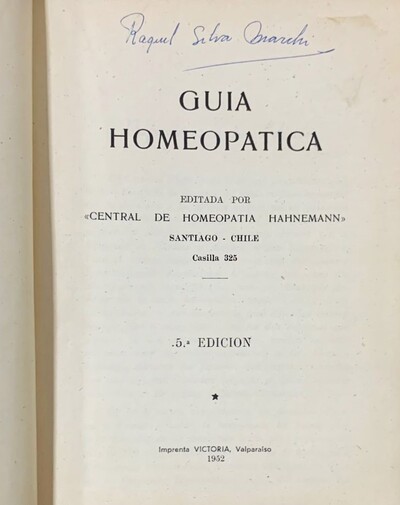 Raquel Silva Marchi
GUIA
HOMEOPATICA
EDITADA POR
«CENTRAL DE HOMEOPATIA HAHNEMANN»
SANTIAGO - CHILE
Casilla 325
5.ª EDICION
Imprenta VICTORIA, Valparaíso
1952